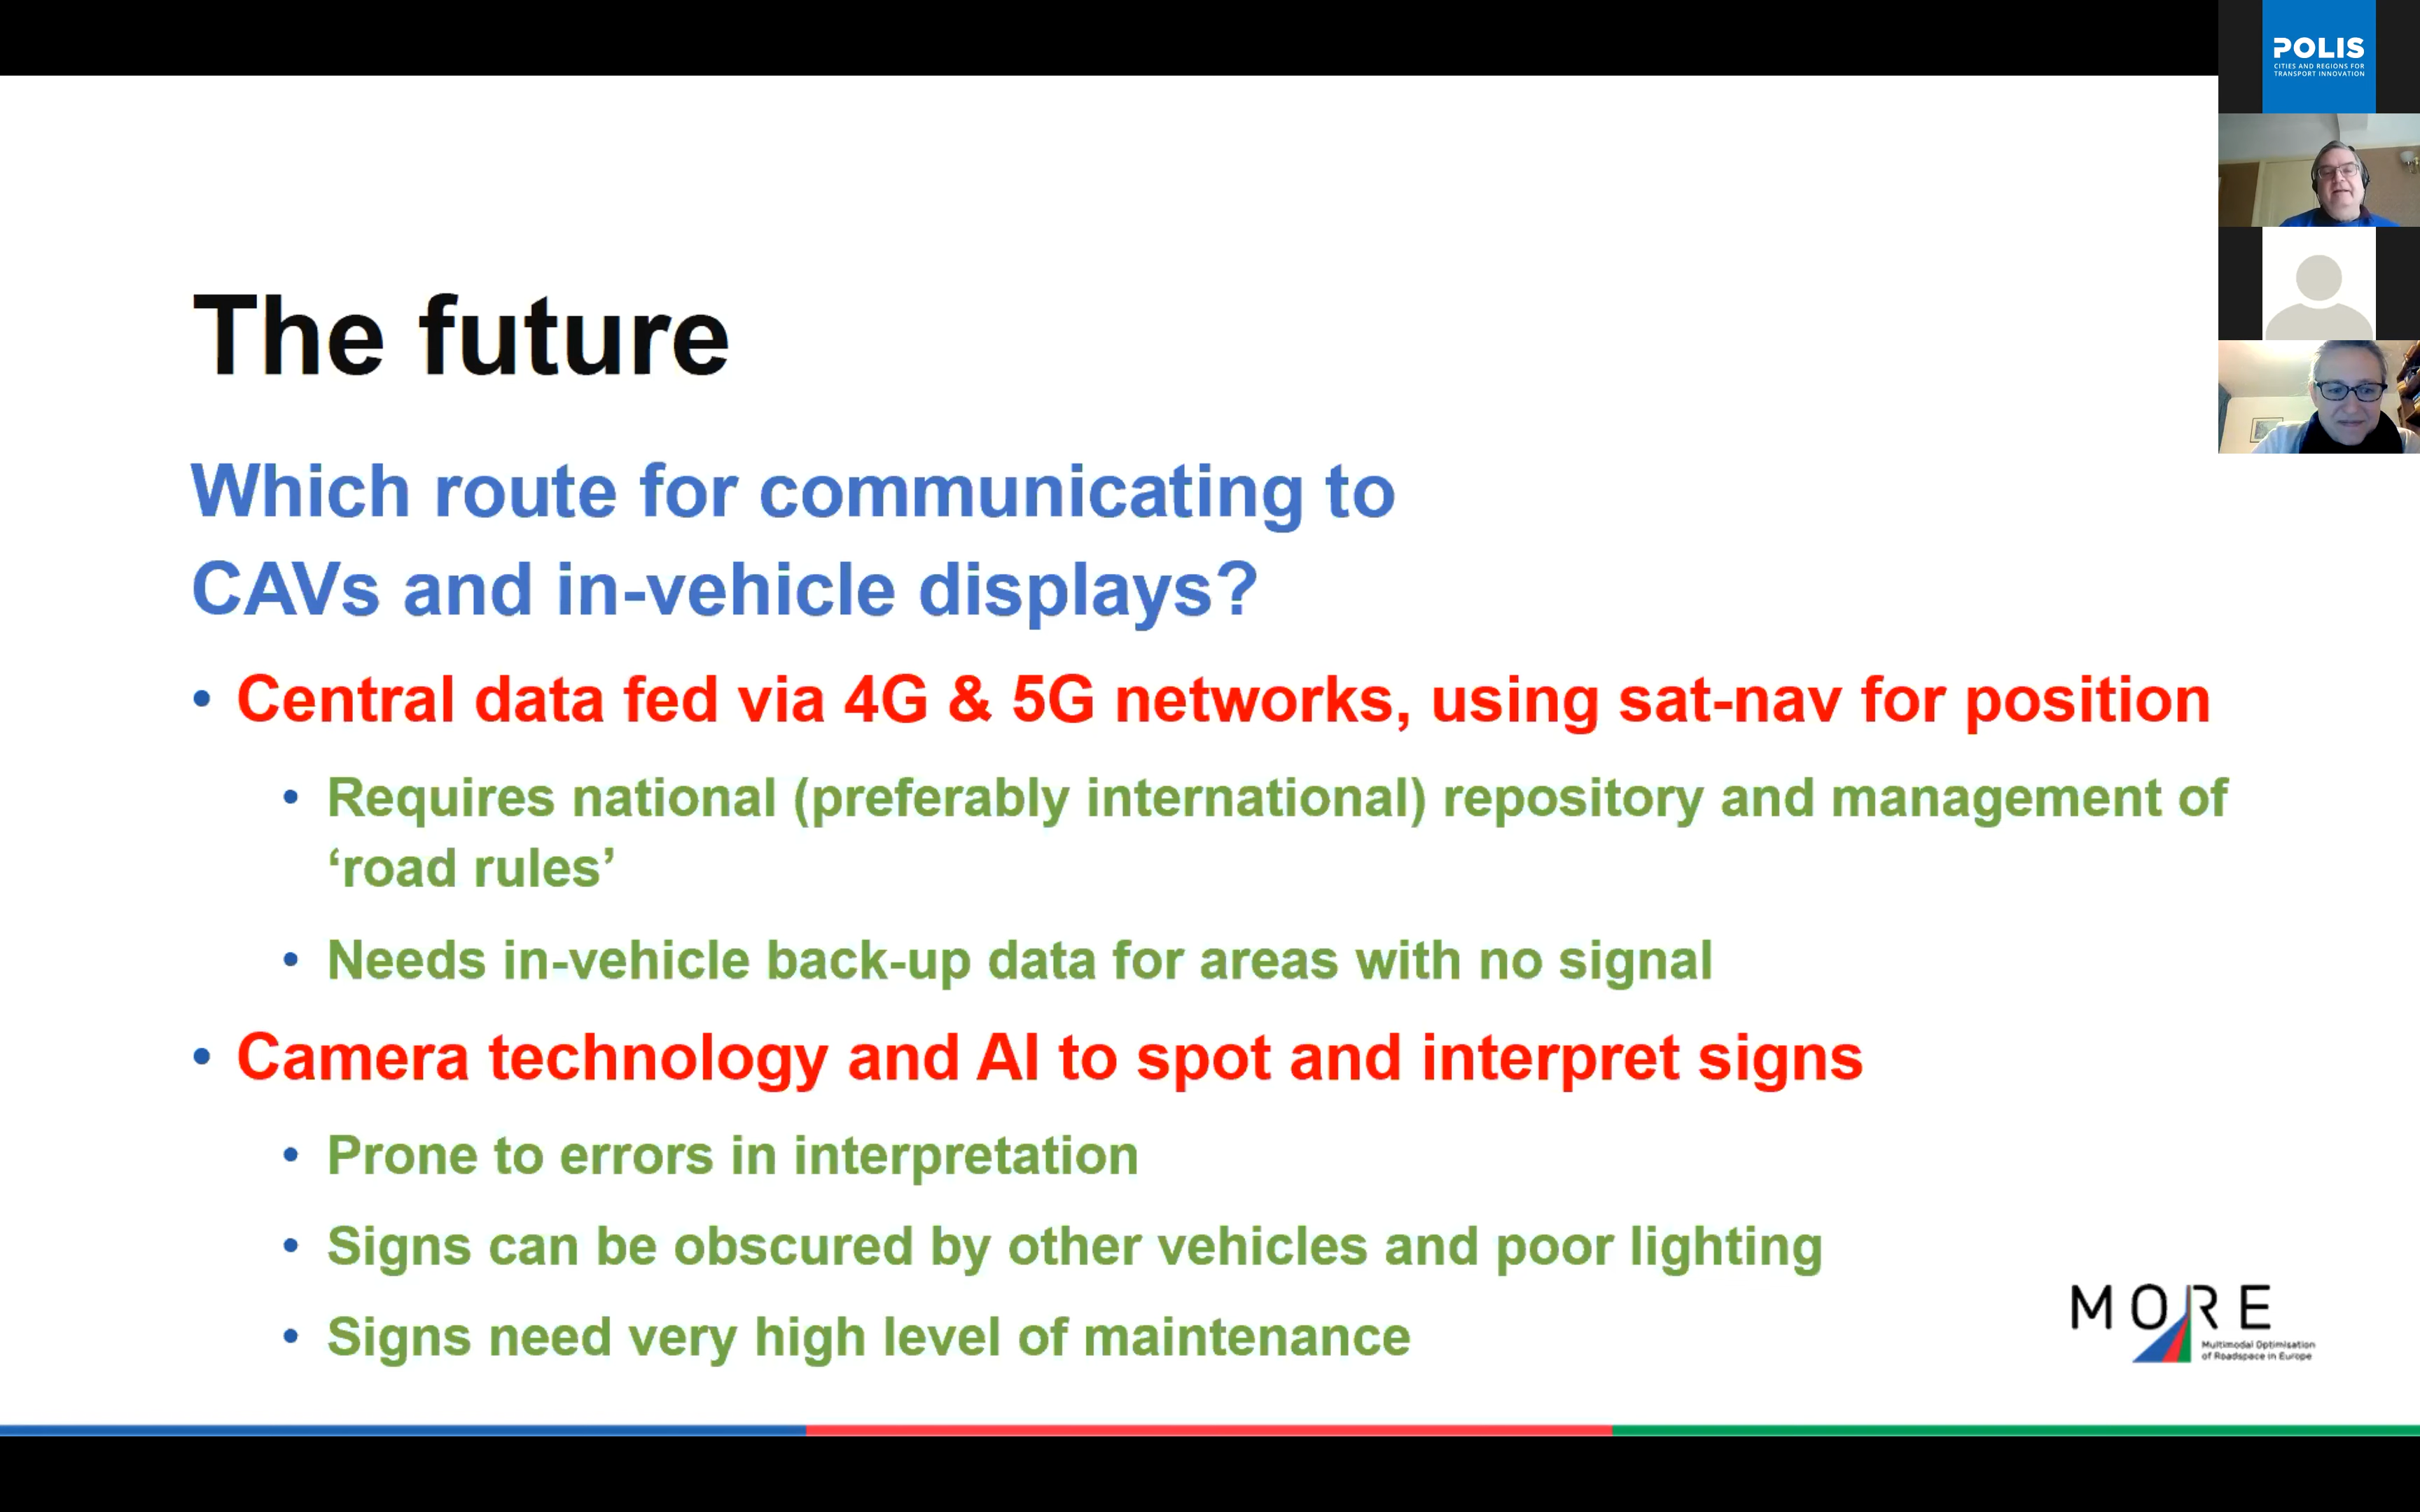 POLIS
CITIES AND REGIONS FOR
TRANSPORT INNOVATION
The future
Which route for communicating to
CAVs and in-vehicle displays?
• Central data fed via 4G & 5G networks, using sat-nav for position
• Requires national (preferably international) repository and management of
‘road rules’
• Needs in-vehicle back-up data for areas with no signal
• Camera technology and AI to spot and interpret signs
• Prone to errors in interpretation
• Signs can be obscured by other vehicles and poor lighting
• Signs need very high level of maintenance
MORE
Multimodal Optimisation
of Roadspace in Europe